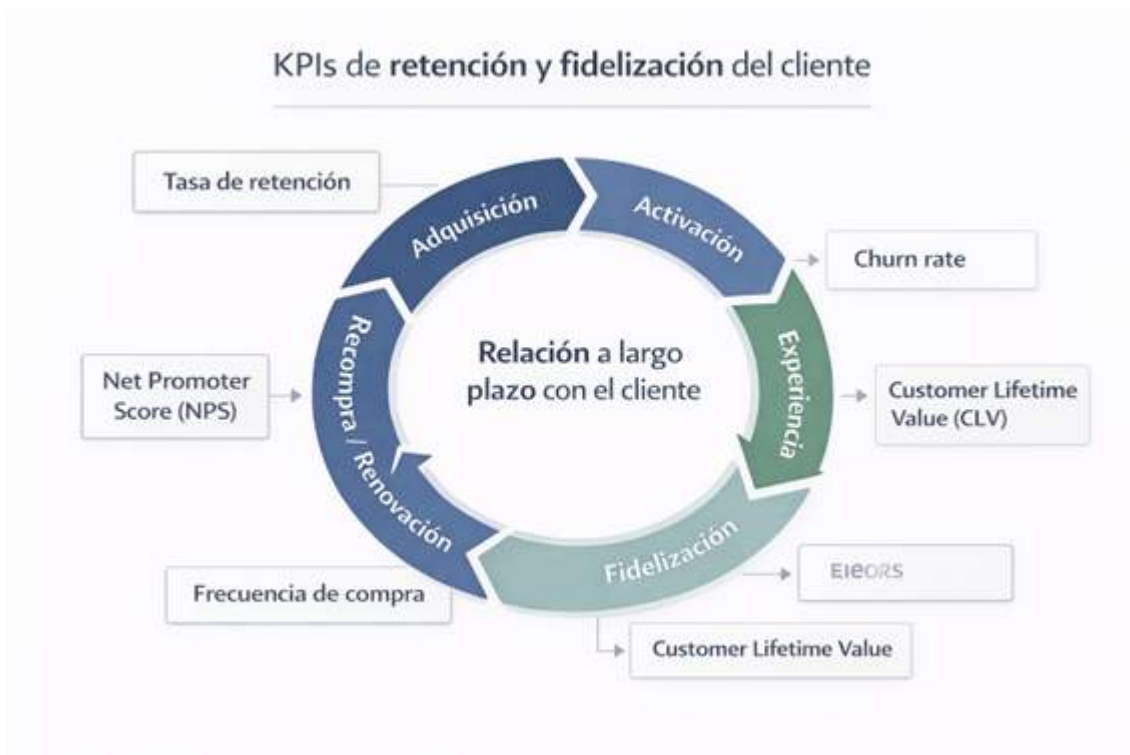 KPIs de retención y fidelización del cliente
Tasa de retención
Adquisición
Activación
Churn rate
Experiencia
Customer Lifetime
Value (CLV)
Relación a largo
plazo con el cliente
Net Promoter
Score (NPS)
Recompra / Renovación
Fidelización
Frecuencia de compra
Customer Lifetime Value